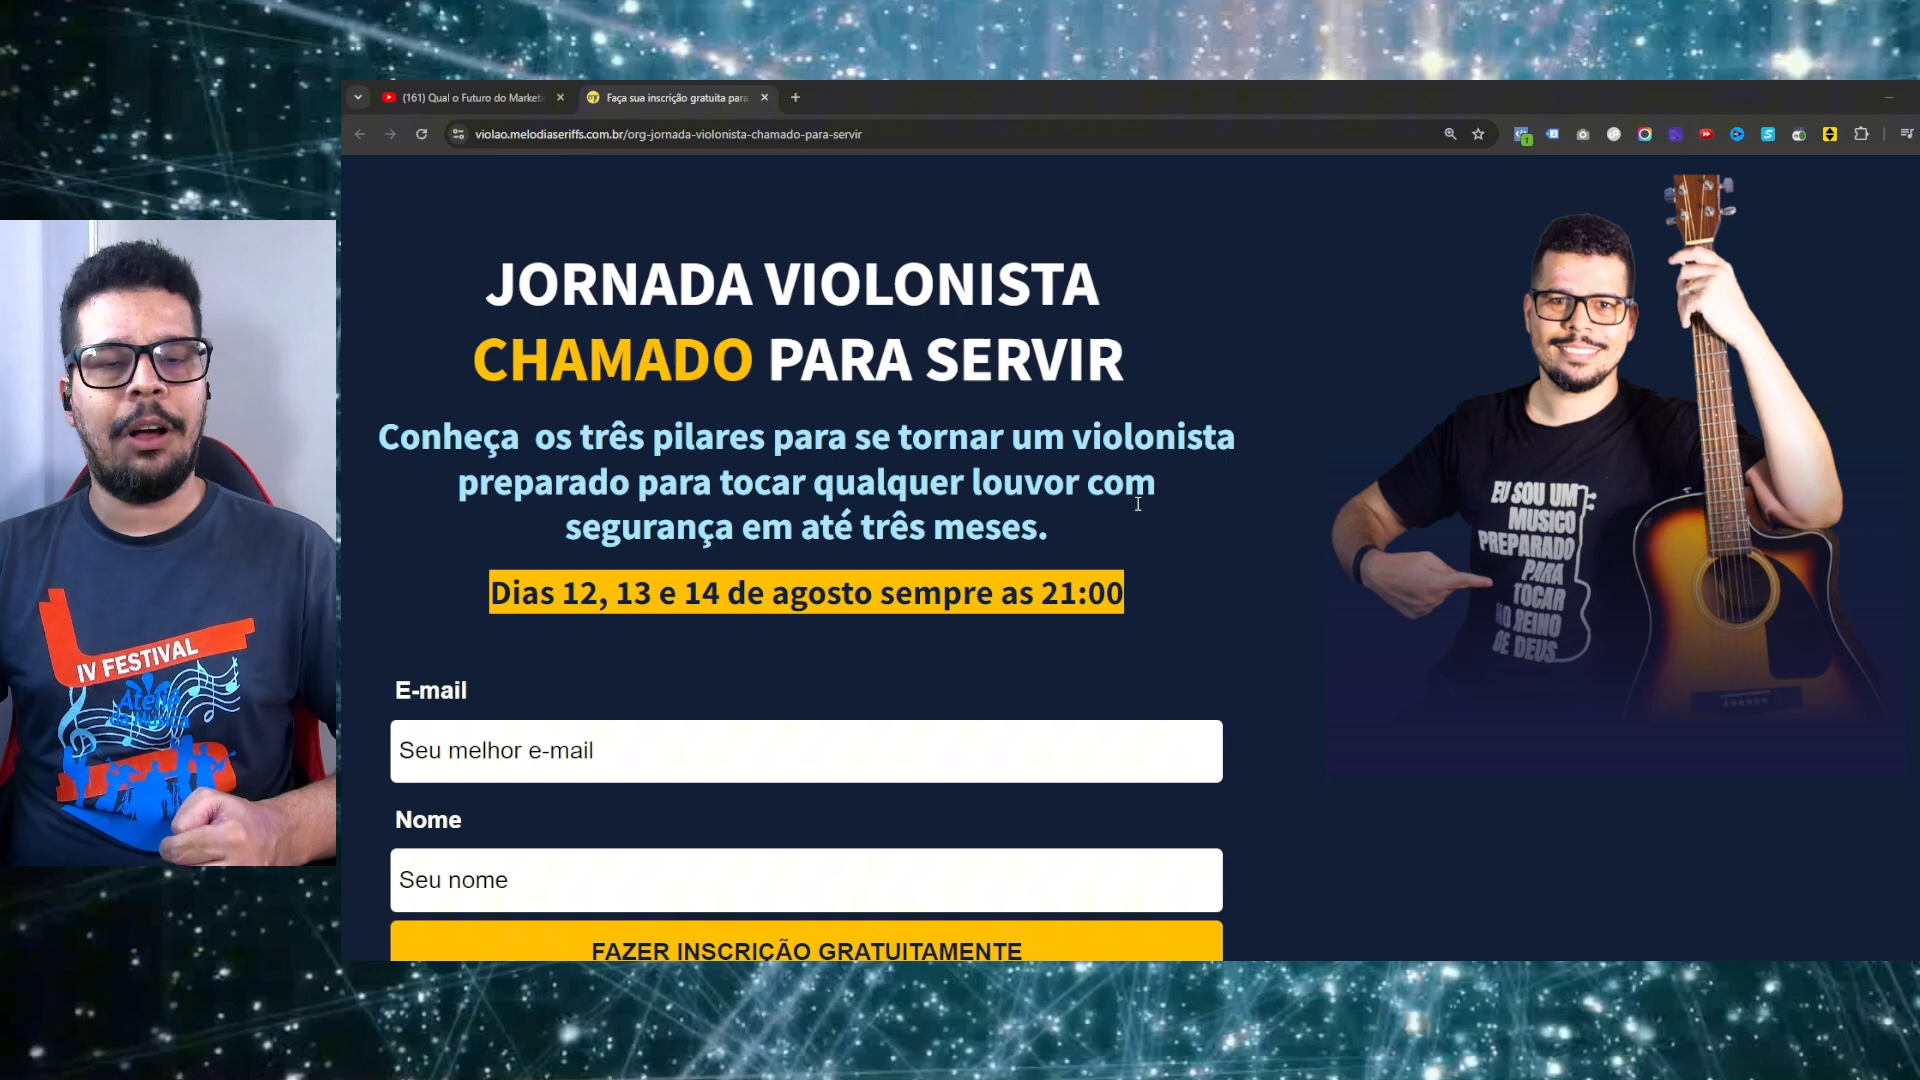 (161) Qual o Futuro do Marketi
Faça sua inscrição gratuita para
violao.melodiaseriffs.com.br/org-jornada-violonista-chamado-para-servir
JORNADA VIOLONISTA
CHAMADO PARA SERVIR
Conheça os três pilares para se tornar um violonista
preparado para tocar qualquer louvor com
segurança em até três meses.
Dias 12, 13 e 14 de agosto sempre as 21:00
E-mail
Seu melhor e-mail
Nome
Seu nome
FAZER INSCRIÇÃO GRATUITAMENTE
EU SOU UM
MUSICO
PREPARADO
PARA
TOCAR
NO REINO
DE DEUS
IV FESTIVAL
Ateliê
da Música